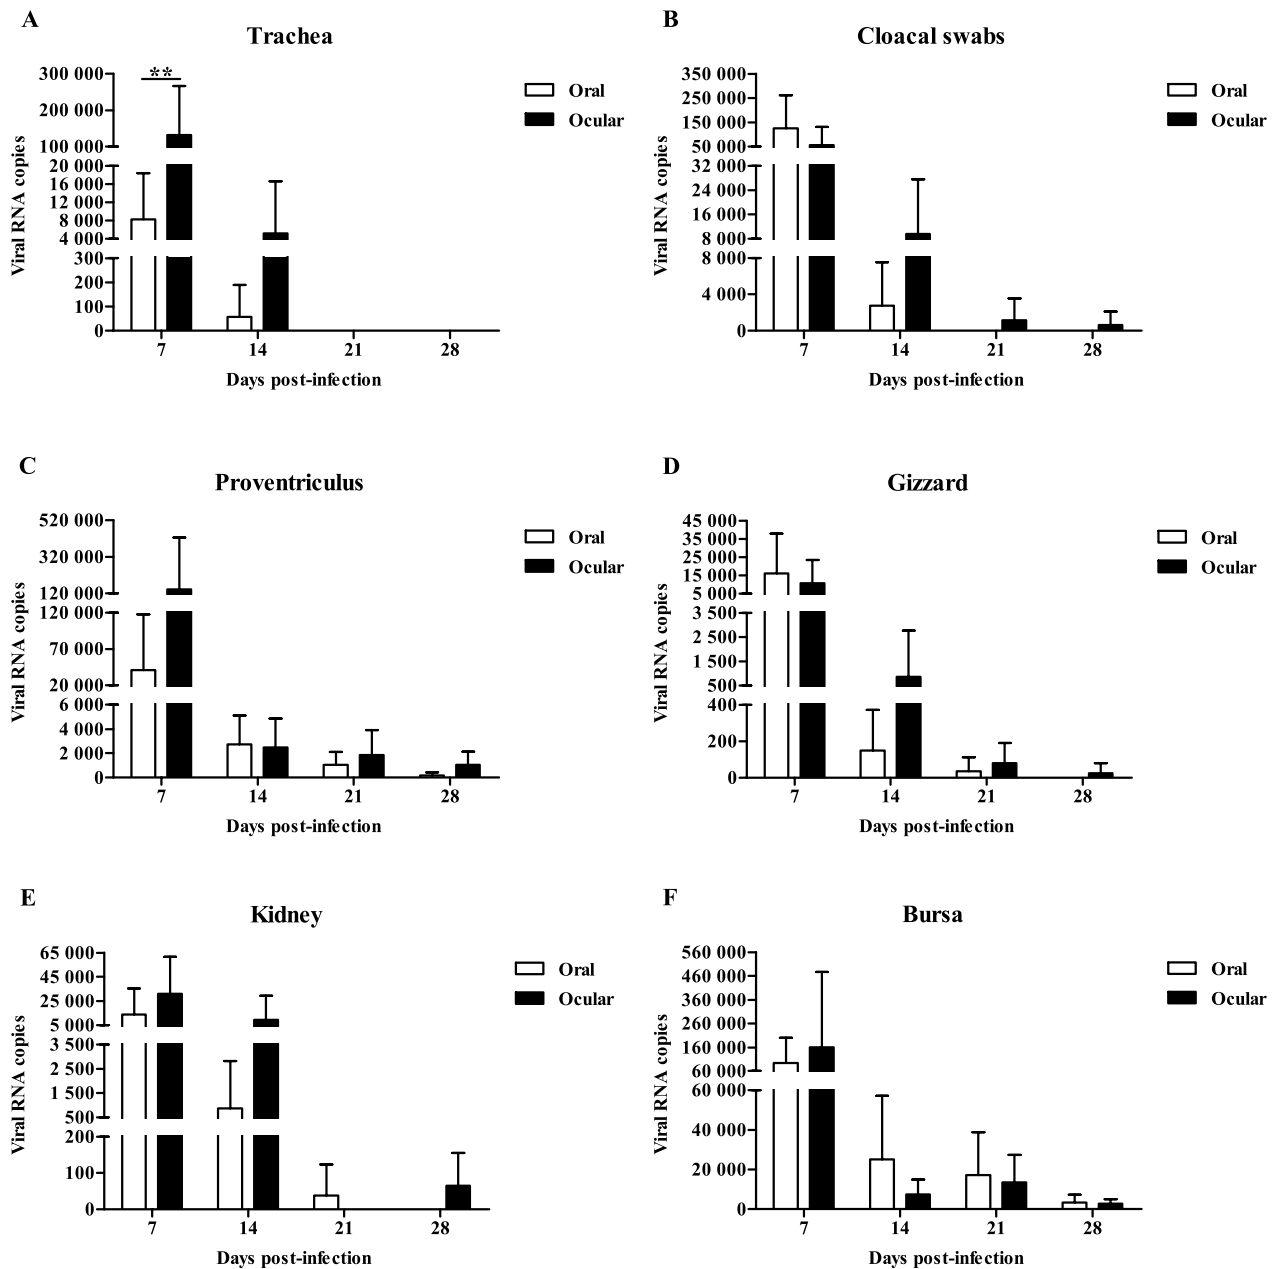 A
Trachea
Viral RNA copies
300 000
200 000
100 000
20 000
16 000
12 000
8 000
4 000
300
200
100
0
**
Oral
Ocular
7 14 21 28
Days post-infection
B
Cloacal swabs
Viral RNA copies
350 000
250 000
150 000
50 000
32 000
24 000
16 000
8 000
8 000
4 000
0
Oral
Ocular
7 14 21 28
Days post-infection
C
Proventriculus
Viral RNA copies
520 000
320 000
120 000
120 000
70 000
20 000
6 000
4 000
2 000
0
Oral
Ocular
7 14 21 28
Days post-infection
D
Gizzard
Viral RNA copies
45 000
35 000
25 000
15 000
5 000
3 500
2 500
1 500
500
400
200
0
Oral
Ocular
7 14 21 28
Days post-infection
E
Kidney
Viral RNA copies
65 000
45 000
25 000
5 000
3 500
2 500
1 500
500
200
100
0
Oral
Ocular
7 14 21 28
Days post-infection
F
Bursa
Viral RNA copies
560 000
460 000
360 000
260 000
160 000
60 000
60 000
40 000
20 000
0
Oral
Ocular
7 14 21 28
Days post-infection